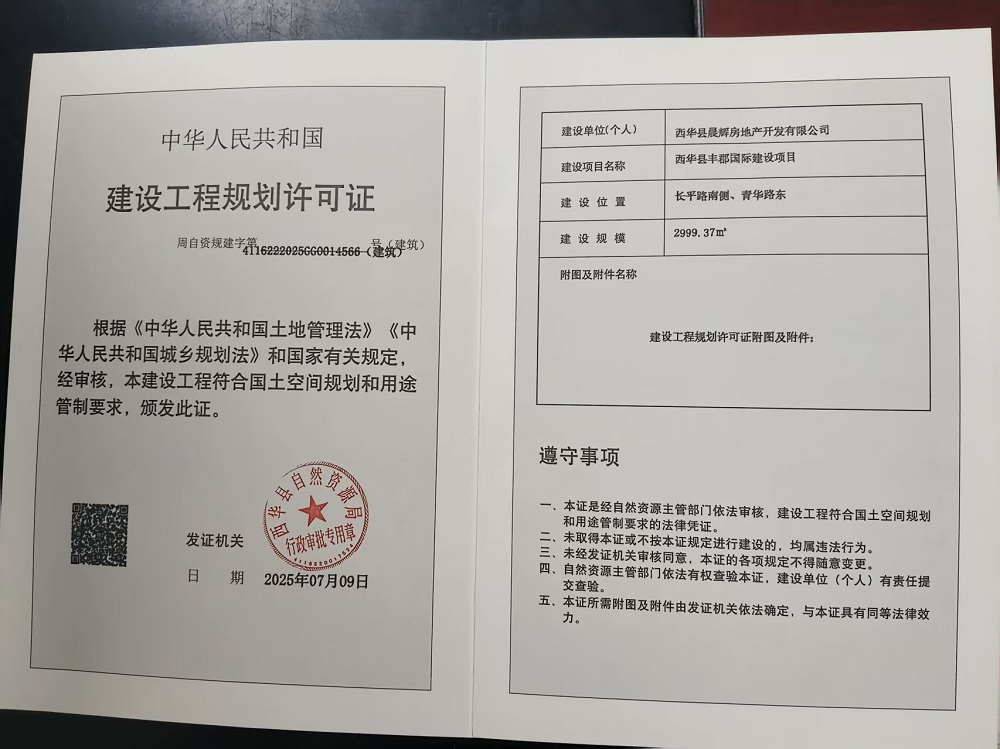 中华人民共和国
建设工程规划许可证
周自资规建字第
号（建筑）
4116222025GG0014566（建筑）
根据《中华人民共和国土地管理法》《中
华人民共和国城乡规划法》和国家有关规定，
经审核，本建设工程符合国土空间规划和用途
管制要求，颁发此证。
西华县自然资源局
行政审批专用章
发证机关
日 期 2025年07月09日
建设单位(个人) 西华县晨辉房地产开发有限公司
建设项目名称 西华县丰郡国际建设项目
建设位置 长平路南侧、青华路东
建设规模 2999.37㎡
附图及附件名称
建设工程规划许可证附图及附件；
遵守事项
一、本证是经自然资源主管部门依法审核，建设工程符合国土空间规划
和用途管制要求的法律凭证。
二、未取得本证或不按本证规定进行建设的，均属违法行为。
三、未经发证机关审核同意，本证的各项规定不得随意变更。
四、自然资源主管部门依法有权查验本证，建设单位（个人）有责任提
交查验。
五、本证所需附图及附件由发证机关依法确定，与本证具有同等法律效
力。